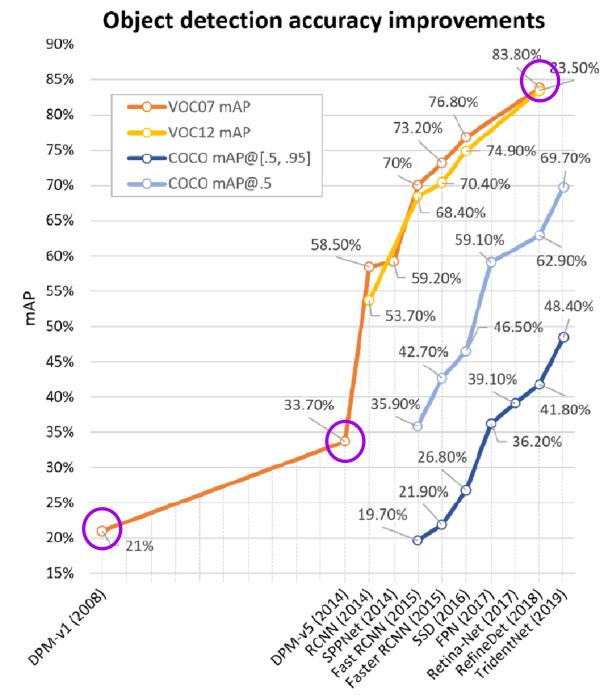 Object detection accuracy improvements
90%
85%
80%
75%
70%
65%
60%
55%
50%
45%
40%
35%
30%
25%
20%
15%
mAP
VOC07 mAP
VOC12 mAP
COCO mAP@[.5, .95]
COCO mAP@.5
83.80%
83.50%
76.80%
73.20%
74.90%
69.70%
70%
70.40%
68.40%
58.50%
59.10%
62.90%
59.20%
53.70%
48.40%
46.50%
42.70%
39.10%
33.70%
35.90%
41.80%
36.20%
26.80%
21.90%
19.70%
21%
DPM-v1 (2008)
DPM-v5 (2014)
RCNN (2014)
SPPNet (2014)
Fast RCNN (2015)
Faster RCNN (2015)
SSD (2016)
FPN (2017)
Retina-Net (2017)
RefineDet (2018)
TridentNet (2019)